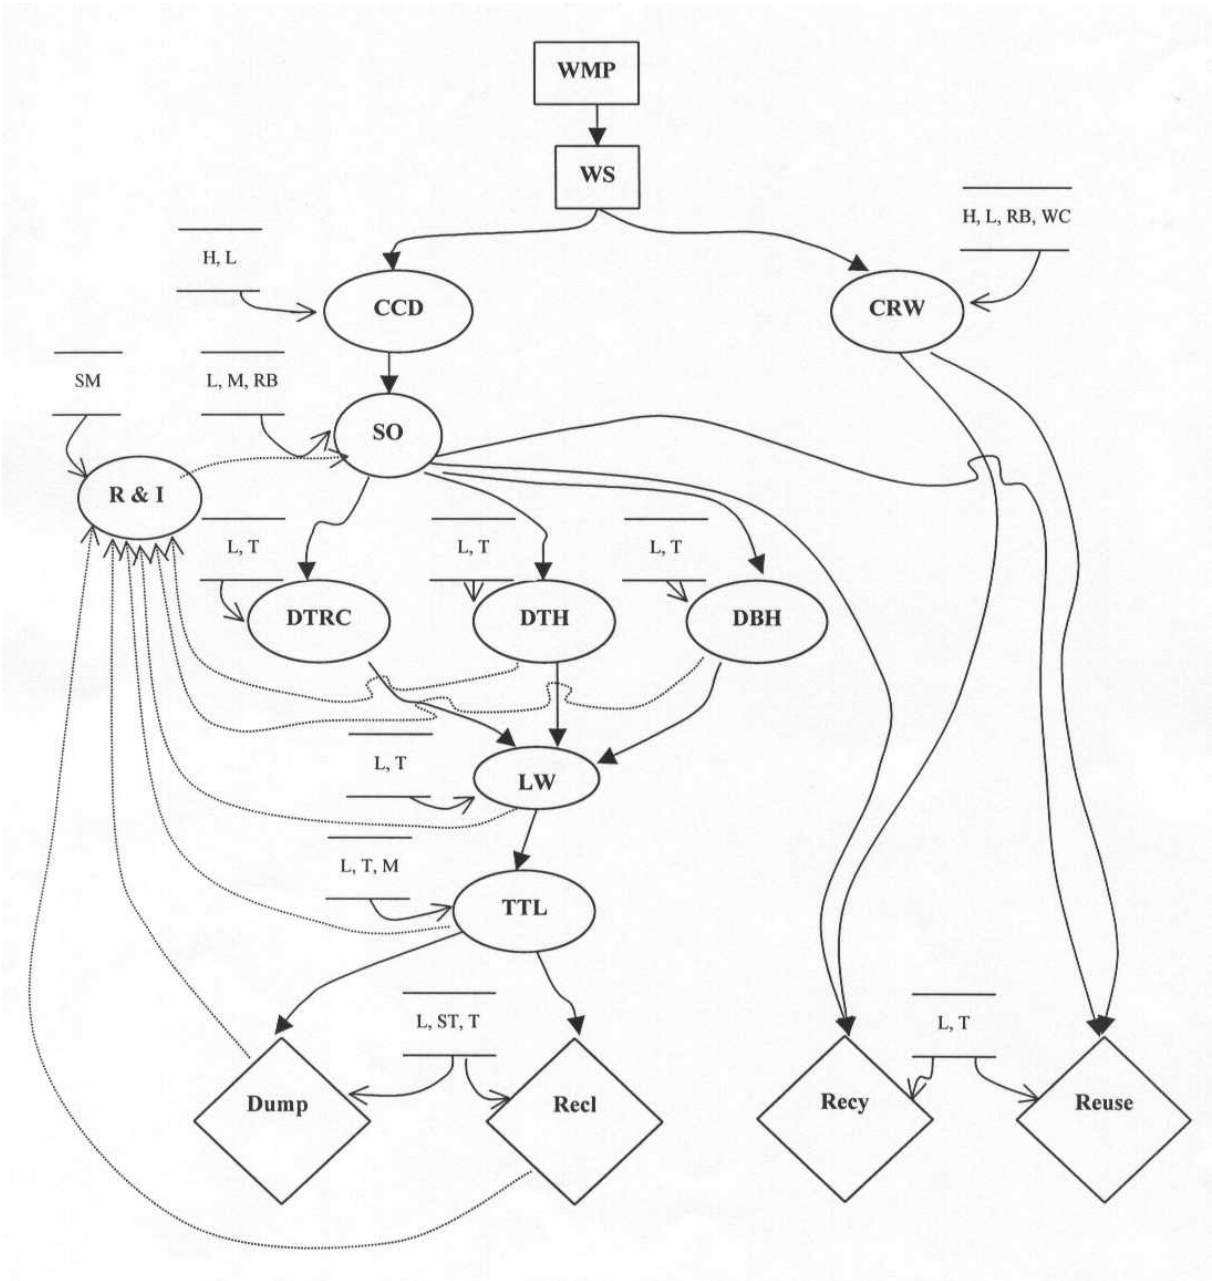 WMP
WS
H, L, RB, WC
H, L
CCD
CRW
SM
L, M, RB
SO
R & I
L, T
L, T
L, T
DTRC
DTH
DBH
L, T
LW
L, T, M
TTL
L, ST, T
L, T
Dump
Recl
Recy
Reuse